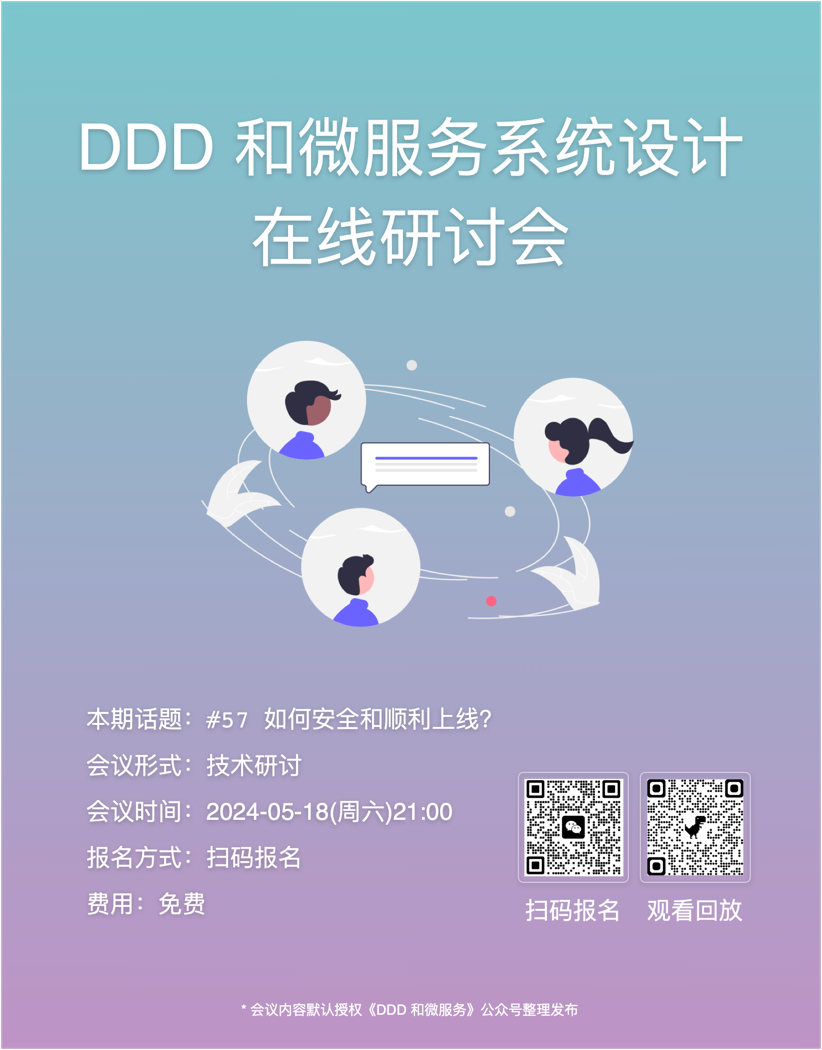 DDD 和微服务系统设计
在线研讨会
本期话题：#57 如何安全和顺利上线?
会议形式：技术研讨
会议时间：2024-05-18(周六)21:00
报名方式：扫码报名
费用：免费
扫码报名 观看回放
* 会议内容默认授权《DDD 和微服务》公众号整理发布